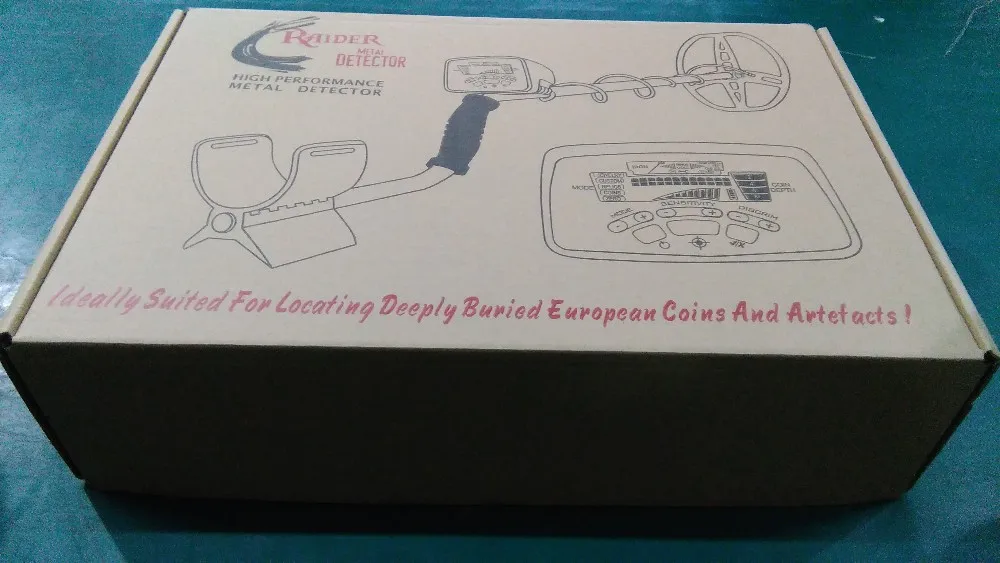 RAIDER
METAL
DETECTOR
HIGH PERFORMANCE
METAL DETECTOR
MODE
COIN
DEPTH
SENSITIVITY
MODE
DISCRIM
- +
- +
- +
Ideally Suited For Locating Deeply Buried European Coins And Artefacts !